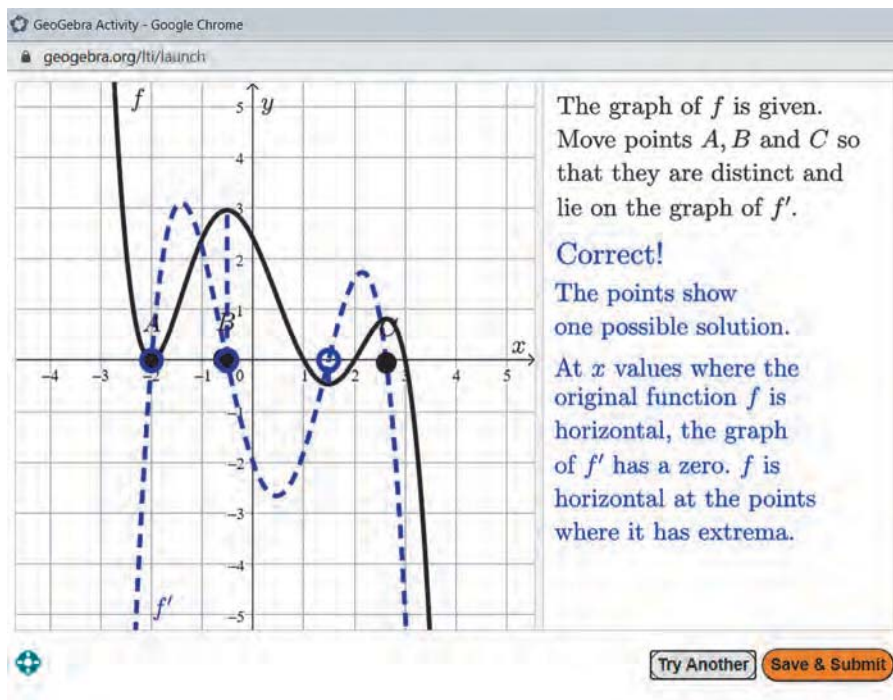 GeoGebra Activity - Google Chrome
geogebra.org/lti/launch
f
y
5
4
3
2
1
A
B
C
x
-4 -3 -2 -1 0 1 2 3 4 5
-1
-2
-3
-4
-5
f'
The graph of f is given.
Move points A, B and C so
that they are distinct and
lie on the graph of f'.
Correct!
The points show
one possible solution.
At x values where the
original function f is
horizontal, the graph
of f' has a zero. f is
horizontal at the points
where it has extrema.
Try Another
Save & Submit